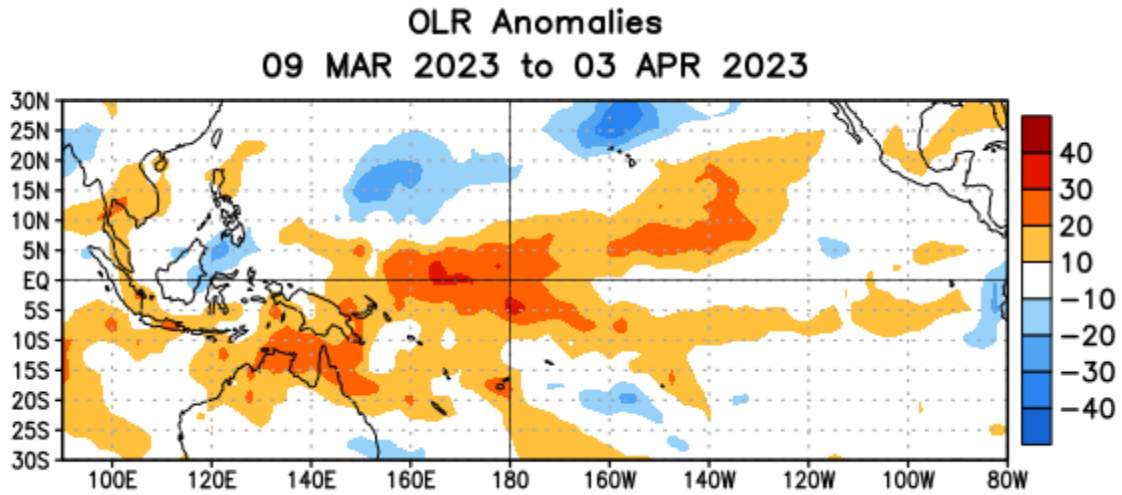 OLR Anomalies
09 MAR 2023 to 03 APR 2023
30N
25N
20N
15N
10N
5N
EQ
5S
10S
15S
20S
25S
30S
100E 120E 140E 160E 180 160W 140W 120W 100W 80W
40
30
20
10
−10
−20
−30
−40